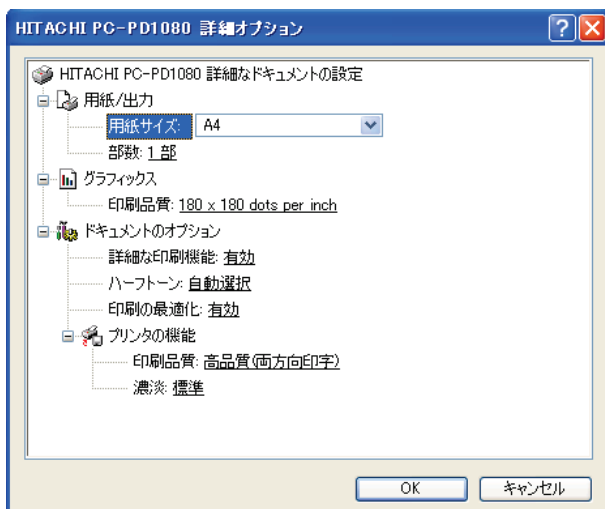 HITACHI PC-PD1080 詳細オプション
HITACHI PC-PD1080 詳細なドキュメントの設定
用紙/出力
用紙サイズ: A4
部数: 1 部
グラフィックス
印刷品質: 180 x 180 dots per inch
ドキュメントのオプション
詳細な印刷機能: 有効
ハーフトーン: 自動選択
印刷の最適化: 有効
プリンタの機能
印刷品質: 高品質(両方向印字)
濃淡: 標準
OK キャンセル